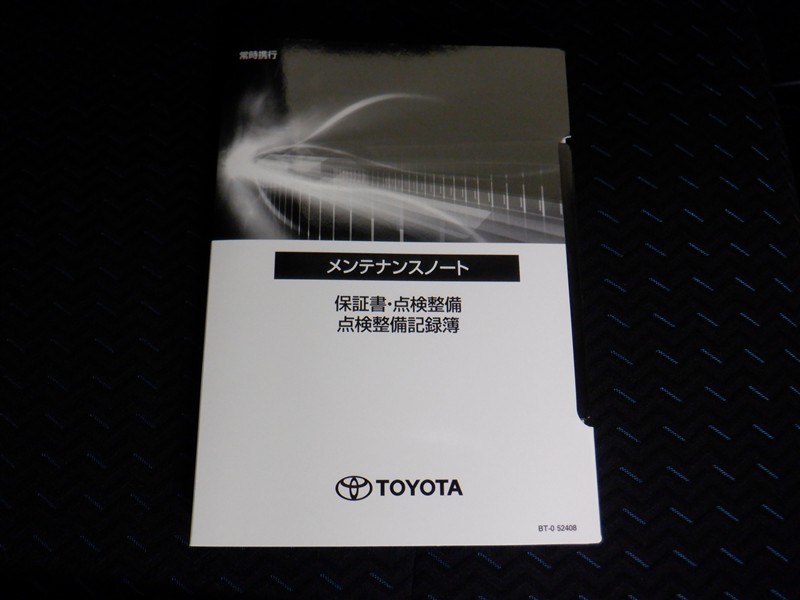 常時携行
メンテナンスノート
保証書・点検整備
点検整備記録簿
TOYOTA
BT-0 52408